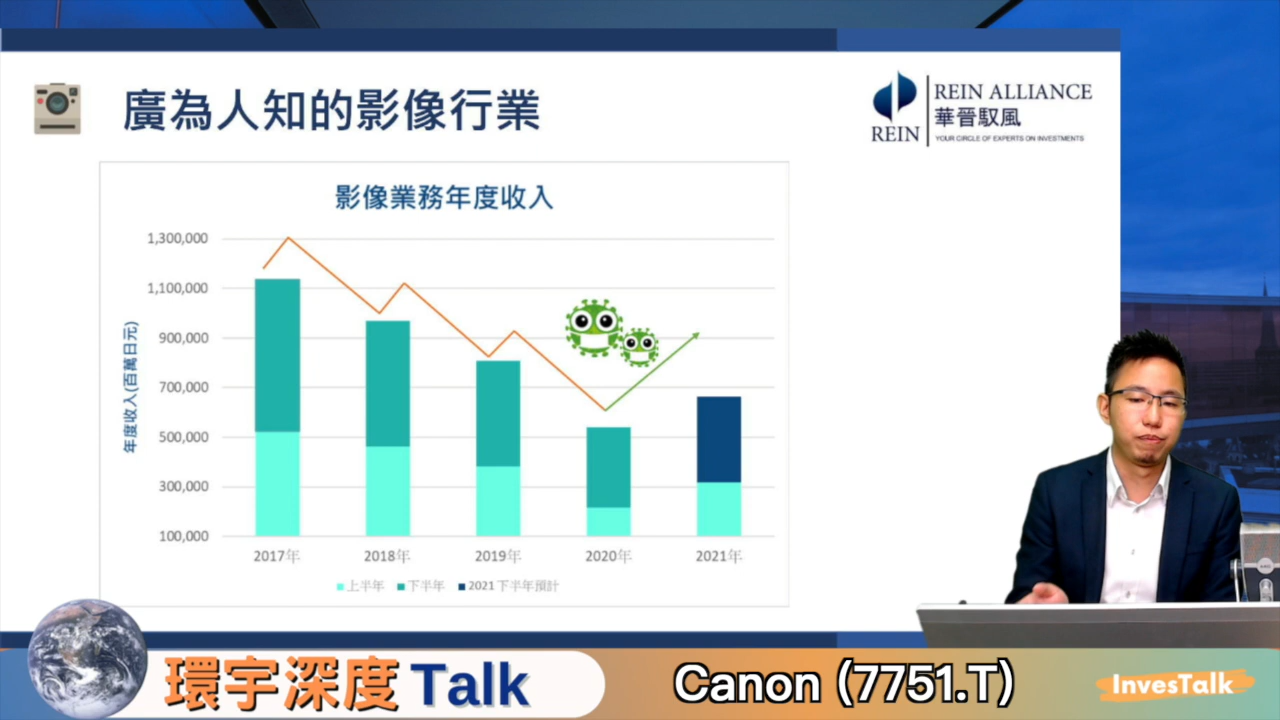 廣為人知的影像行業
REIN ALLIANCE
華晉馭風
REIN
YOUR CIRCLE OF EXPERTS ON INVESTMENTS
影像業務年度收入
年度收入(百萬日元)
1,300,000
1,100,000
900,000
700,000
500,000
300,000
100,000
2017年
2018年
2019年
2020年
2021年
上半年
下半年
2021下半年預計
環宇深度 Talk
Canon (7751.T)
InvesTalk